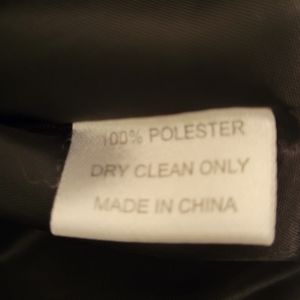 100% POLESTER
DRY CLEAN ONLY
MADE IN CHINA